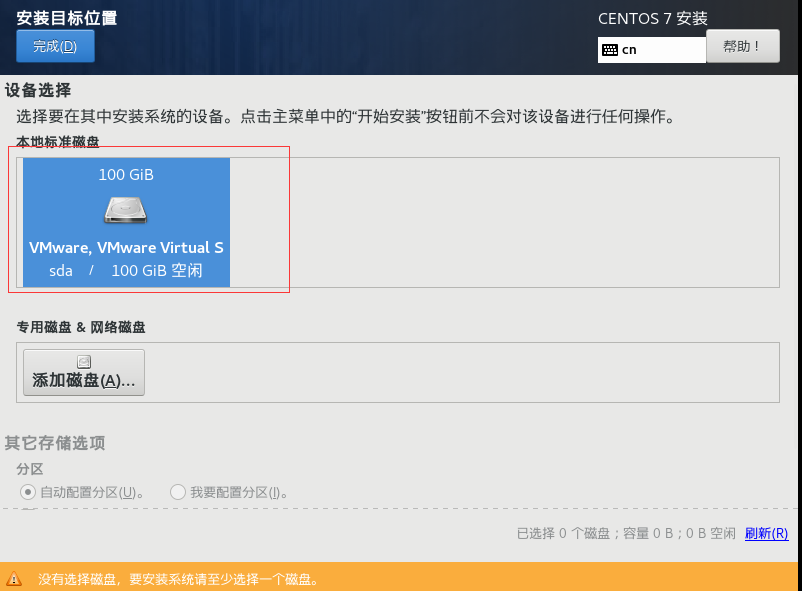 安装目标位置
CENTOS 7 安装
完成(D)
cn
帮助！
设备选择
选择要在其中安装系统的设备。点击主菜单中的“开始安装”按钮前不会对该设备进行任何操作。
本地标准磁盘
100 GiB
VMware, VMware Virtual S
sda / 100 GiB 空闲
专用磁盘 & 网络磁盘
添加磁盘(A)...
其它存储选项
分区
自动配置分区(U)。 我要配置分区(I)。
已选择 0 个磁盘；容量 0 B；0 B 空闲 刷新(R)
没有选择磁盘，要安装系统请至少选择一个磁盘。